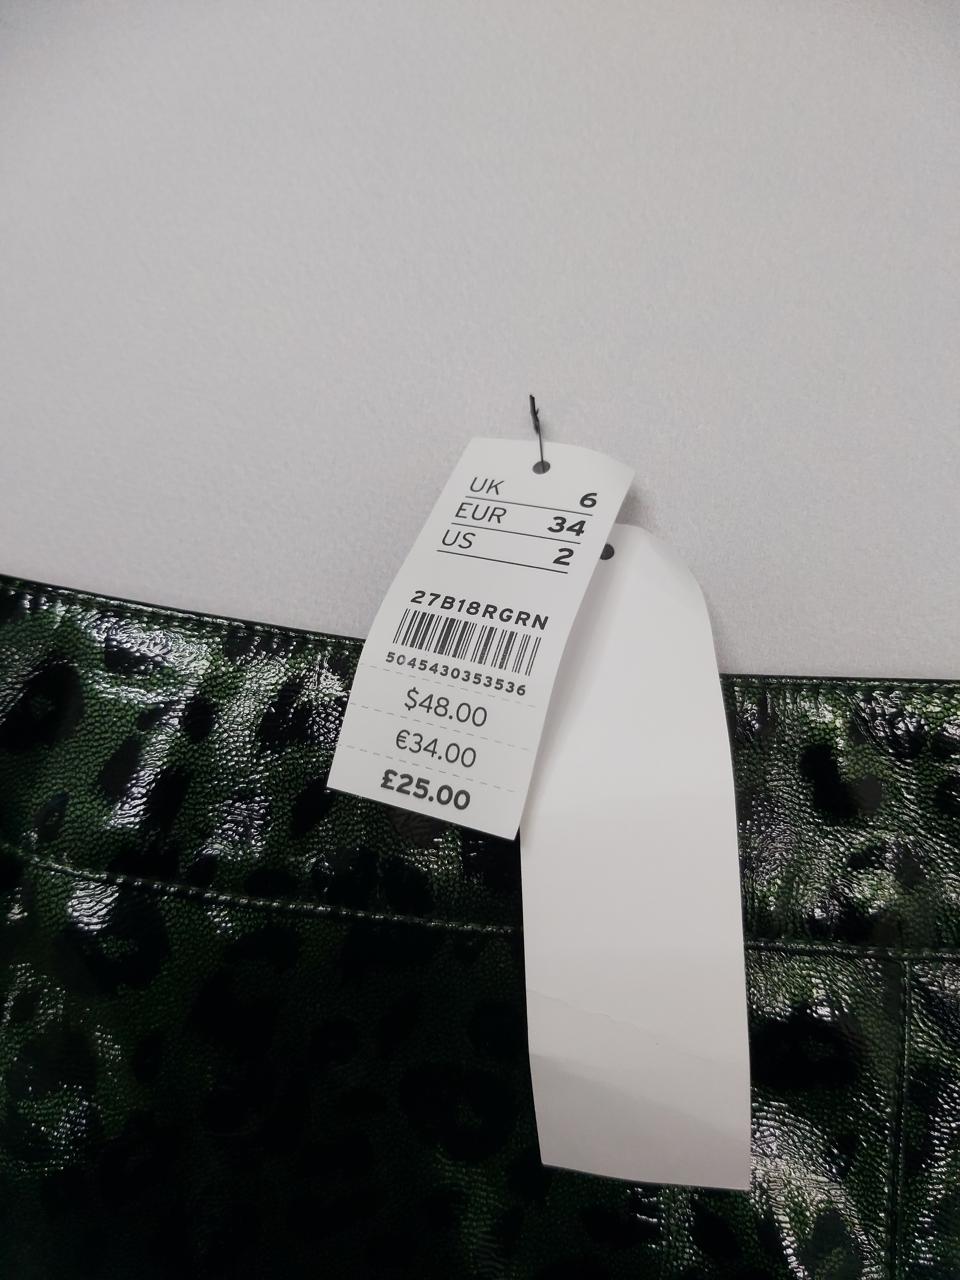 UK 6
EUR 34
US 2
27B18RGRN
5045430353536
$48.00
€34.00
£25.00